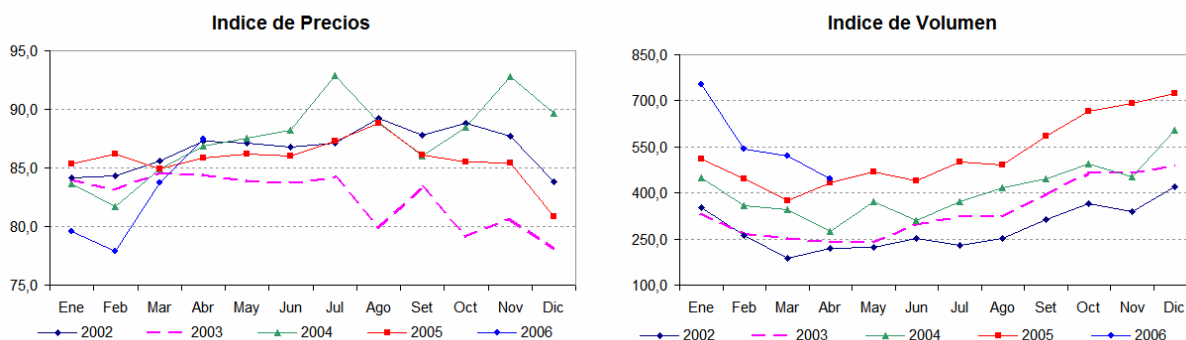 Indice de Precios
95,0
90,0
85,0
80,0
75,0
Ene Feb Mar Abr May Jun Jul Ago Set Oct Nov Dic
2002 2003 2004 2005 2006
Indice de Volumen
850,0
700,0
550,0
400,0
250,0
100,0
Ene Feb Mar Abr May Jun Jul Ago Set Oct Nov Dic
2002 2003 2004 2005 2006